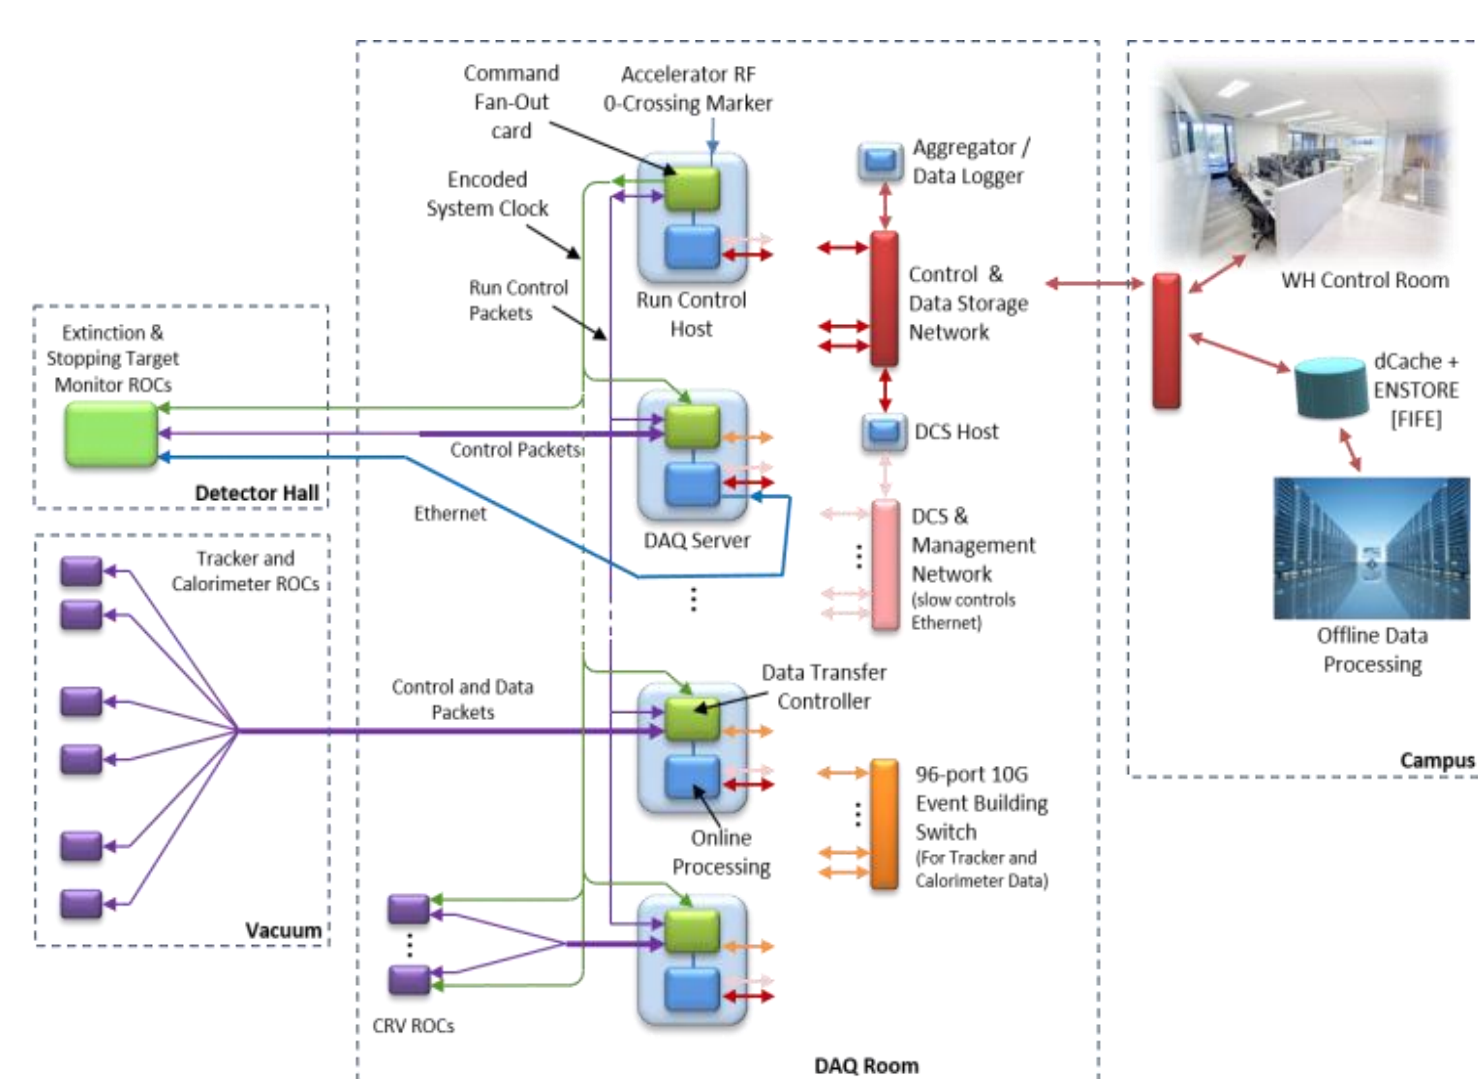 Command
Fan-Out
card
Accelerator RF
0-Crossing Marker
Encoded
System Clock
Run Control
Packets
Run Control
Host
Aggregator /
Data Logger
Control &
Data Storage
Network
WH Control Room
dCache +
ENSTORE
[FIFE]
Offline Data
Processing
Campus
Extinction &
Stopping Target
Monitor ROCs
Detector Hall
Control Packets
Ethernet
DAQ Server
DCS Host
DCS &
Management
Network
(slow controls
Ethernet)
Tracker and
Calorimeter ROCs
Vacuum
Control and Data
Packets
Data Transfer
Controller
Online
Processing
96-port 10G
Event Building
Switch
(For Tracker and
Calorimeter Data)
CRV ROCs
DAQ Room